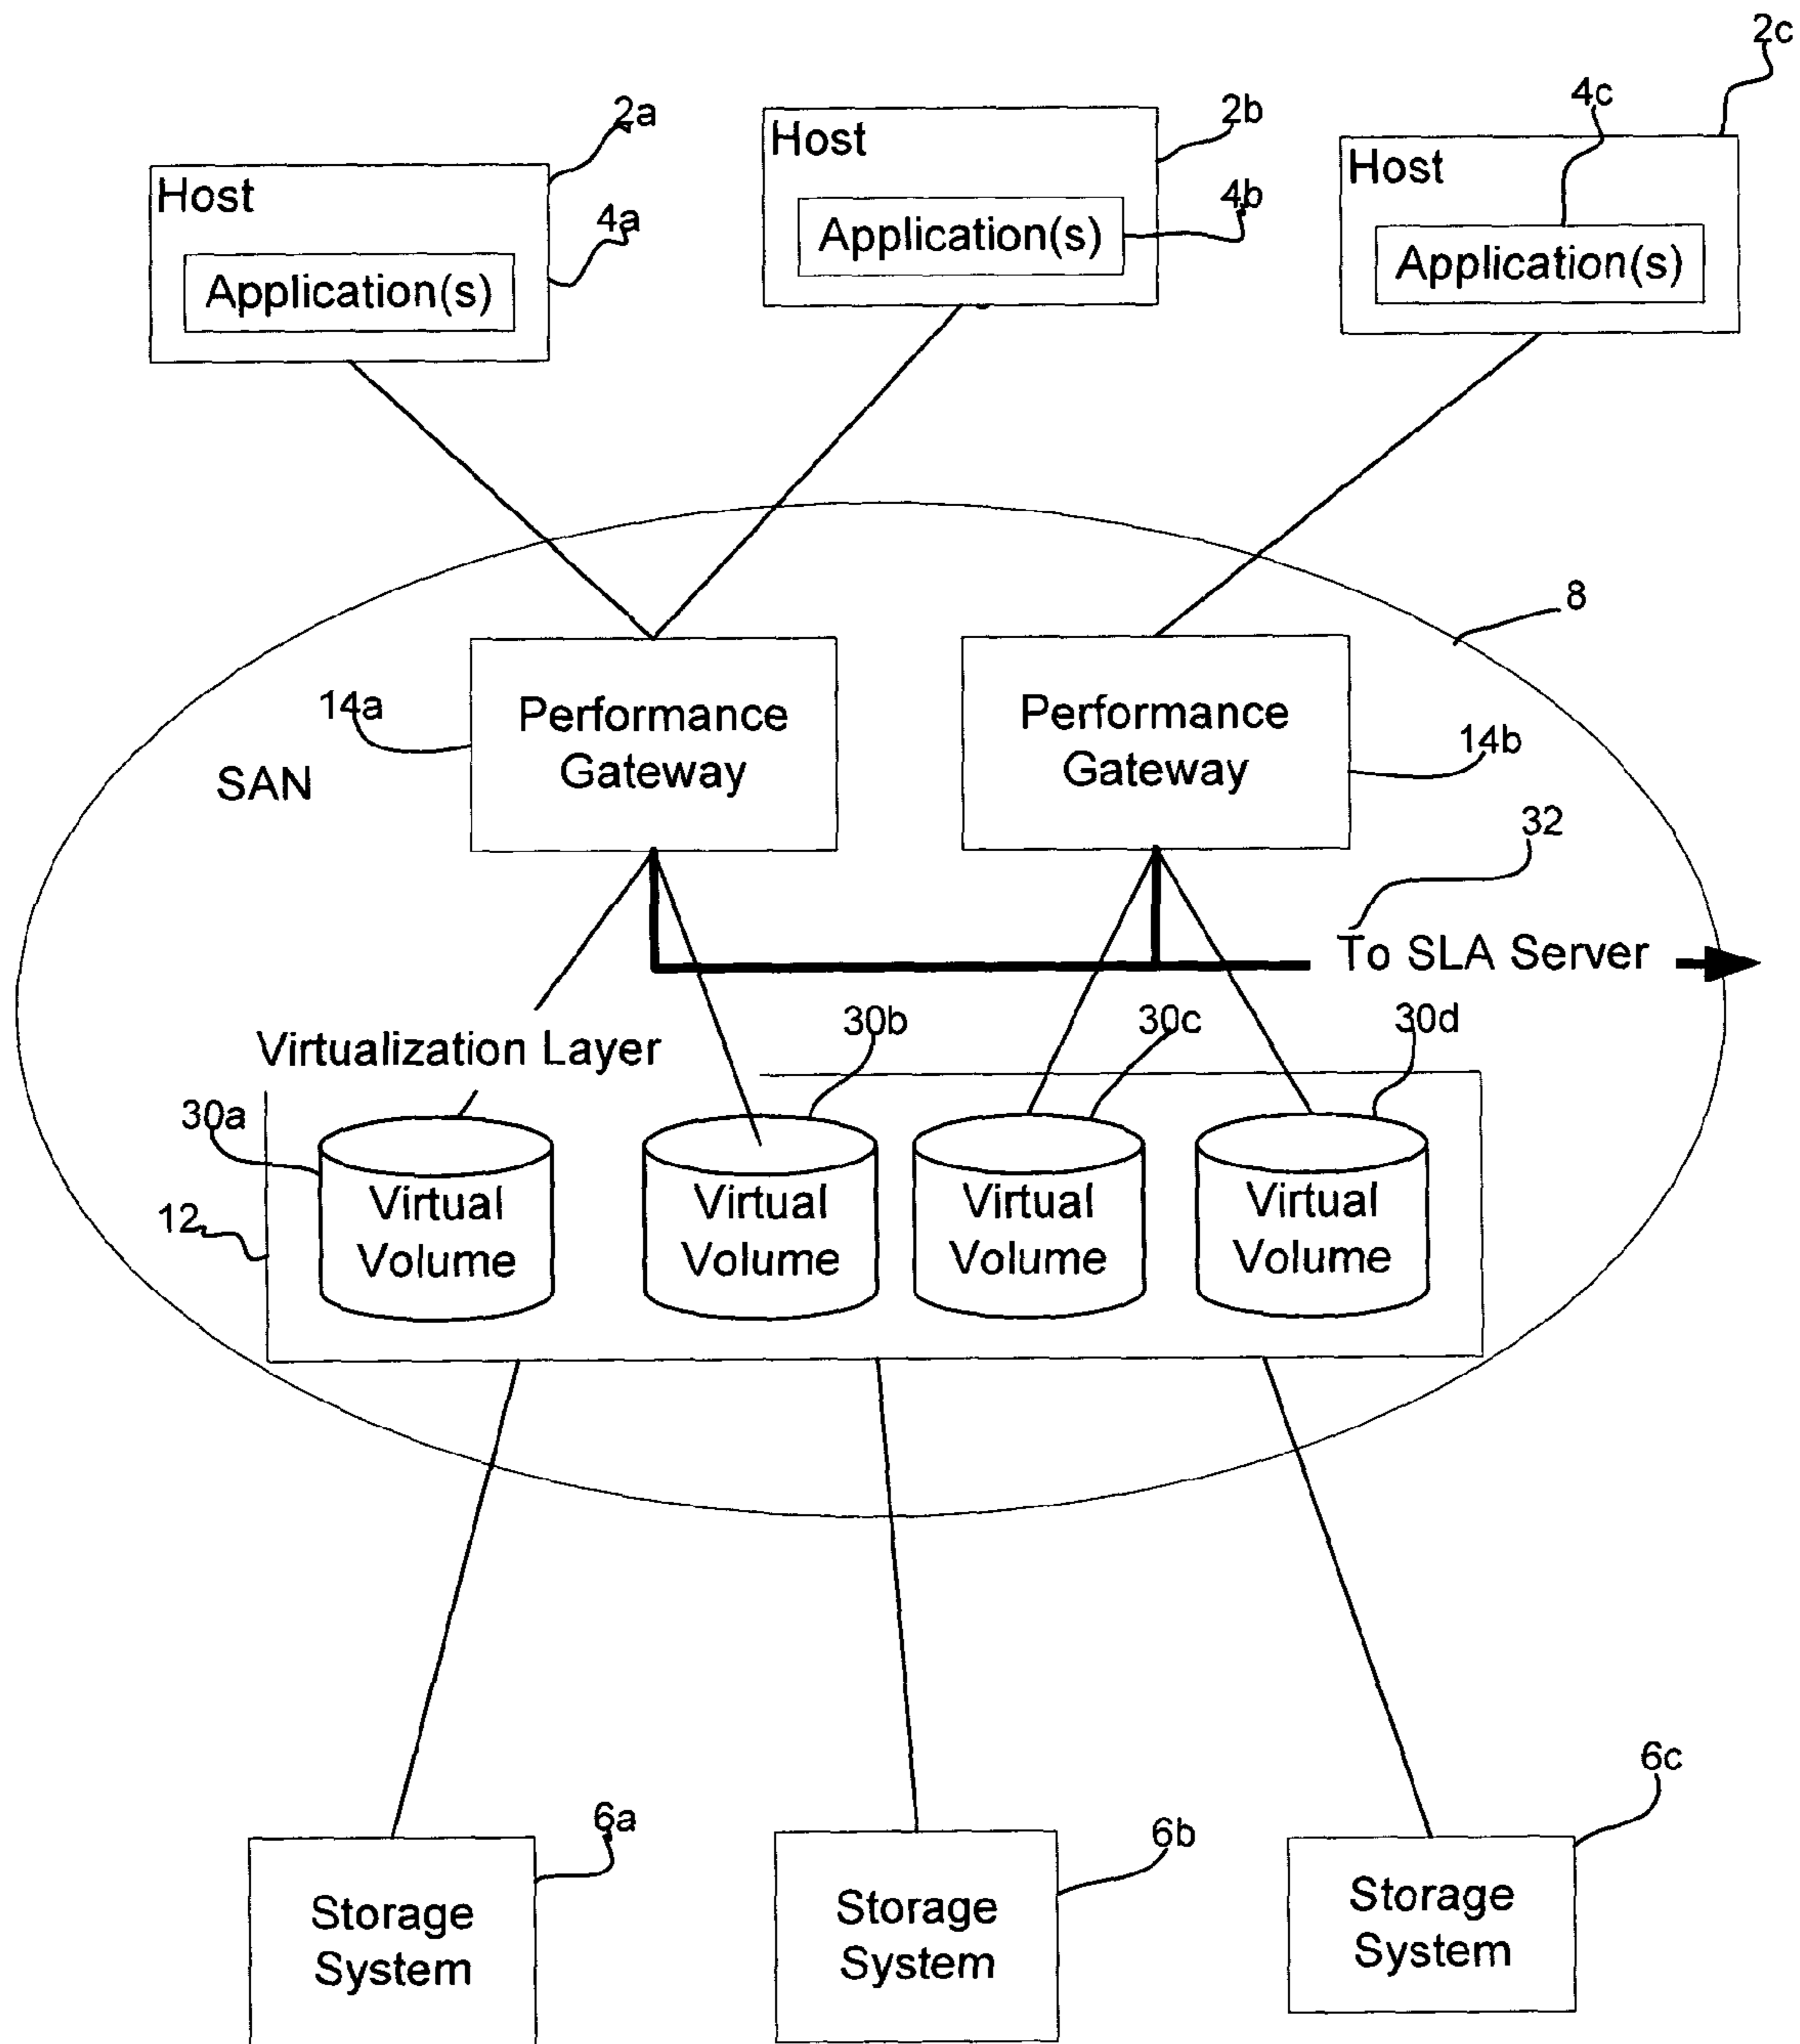 2c
2a
2b
4c
Host
Host
Host
4a
4b
Application(s)
Application(s)
Application(s)
8
14a
Performance
Gateway
Performance
Gateway
14b
SAN
32
To SLA Server
Virtualization Layer
30b
30c
30d
30a
Virtual
Volume
Virtual
Volume
Virtual
Volume
Virtual
Volume
12
6a
6b
6c
Storage
System
Storage
System
Storage
System